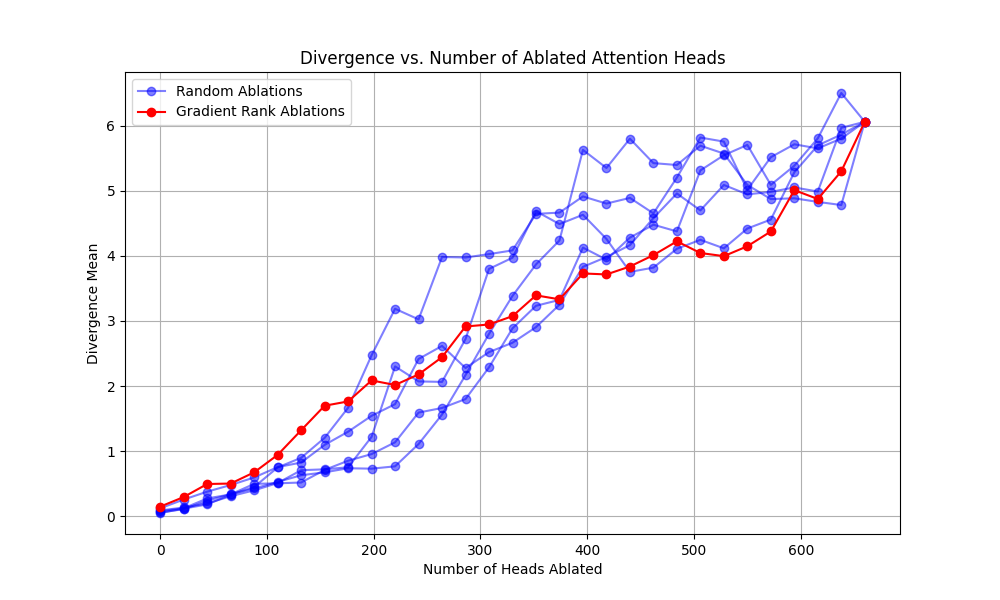 Divergence vs. Number of Ablated Attention Heads
Random Ablations
Gradient Rank Ablations
Divergence Mean
6
5
4
3
2
1
0
0 100 200 300 400 500 600
Number of Heads Ablated